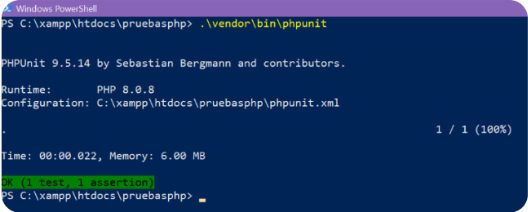 Windows PowerShell
PS C:\xampp\htdocs\pruebasphp> .\vendor\bin\phpunit
PHPUnit 9.5.14 by Sebastian Bergmann and contributors.
Runtime: PHP 8.0.8
Configuration: C:\xampp\htdocs\pruebasphp\phpunit.xml
. 1 / 1 (100%)
Time: 00:00.022, Memory: 6.00 MB
OK (1 test, 1 assertion)
PS C:\xampp\htdocs\pruebasphp> _